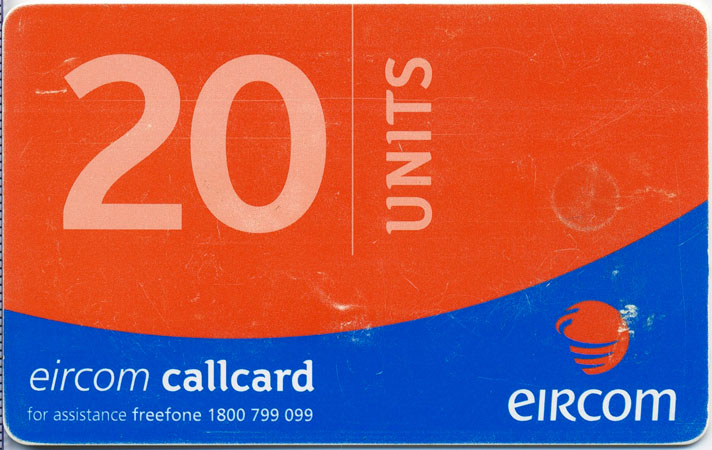 20
UNITS
eircom callcard
for assistance freefone 1800 799 099
eircom